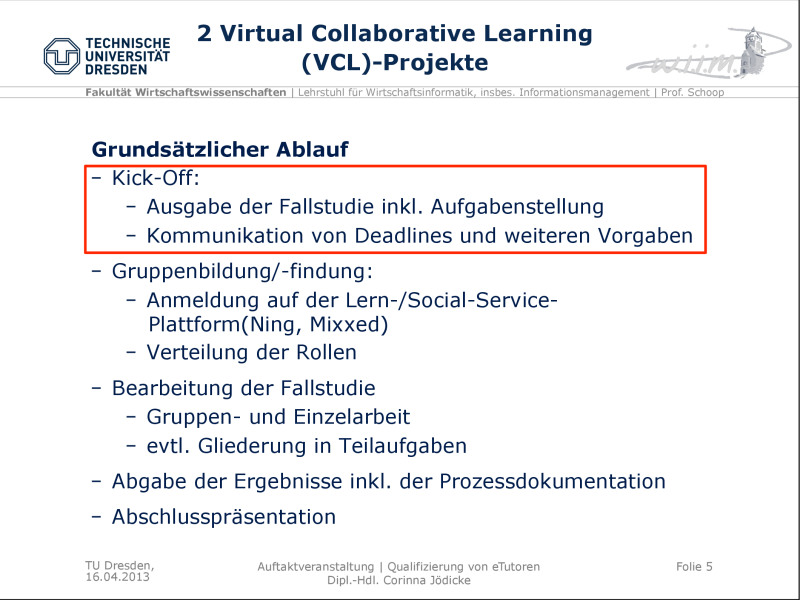 2 Virtual Collaborative Learning
(VCL)-Projekte
TECHNISCHE
UNIVERSITÄT
DRESDEN
w.i.i.m.
Fakultät Wirtschaftswissenschaften | Lehrstuhl für Wirtschaftsinformatik, insbes. Informationsmanagement | Prof. Schoop
Grundsätzlicher Ablauf
– Kick-Off:
– Ausgabe der Fallstudie inkl. Aufgabenstellung
– Kommunikation von Deadlines und weiteren Vorgaben
– Gruppenbildung/-findung:
– Anmeldung auf der Lern-/Social-Service-
Plattform(Ning, Mixxed)
– Verteilung der Rollen
– Bearbeitung der Fallstudie
– Gruppen- und Einzelarbeit
– evtl. Gliederung in Teilaufgaben
– Abgabe der Ergebnisse inkl. der Prozessdokumentation
– Abschlusspräsentation
TU Dresden,
16.04.2013
Auftaktveranstaltung | Qualifizierung von eTutoren
Dipl.-Hdl. Corinna Jödicke
Folie 5